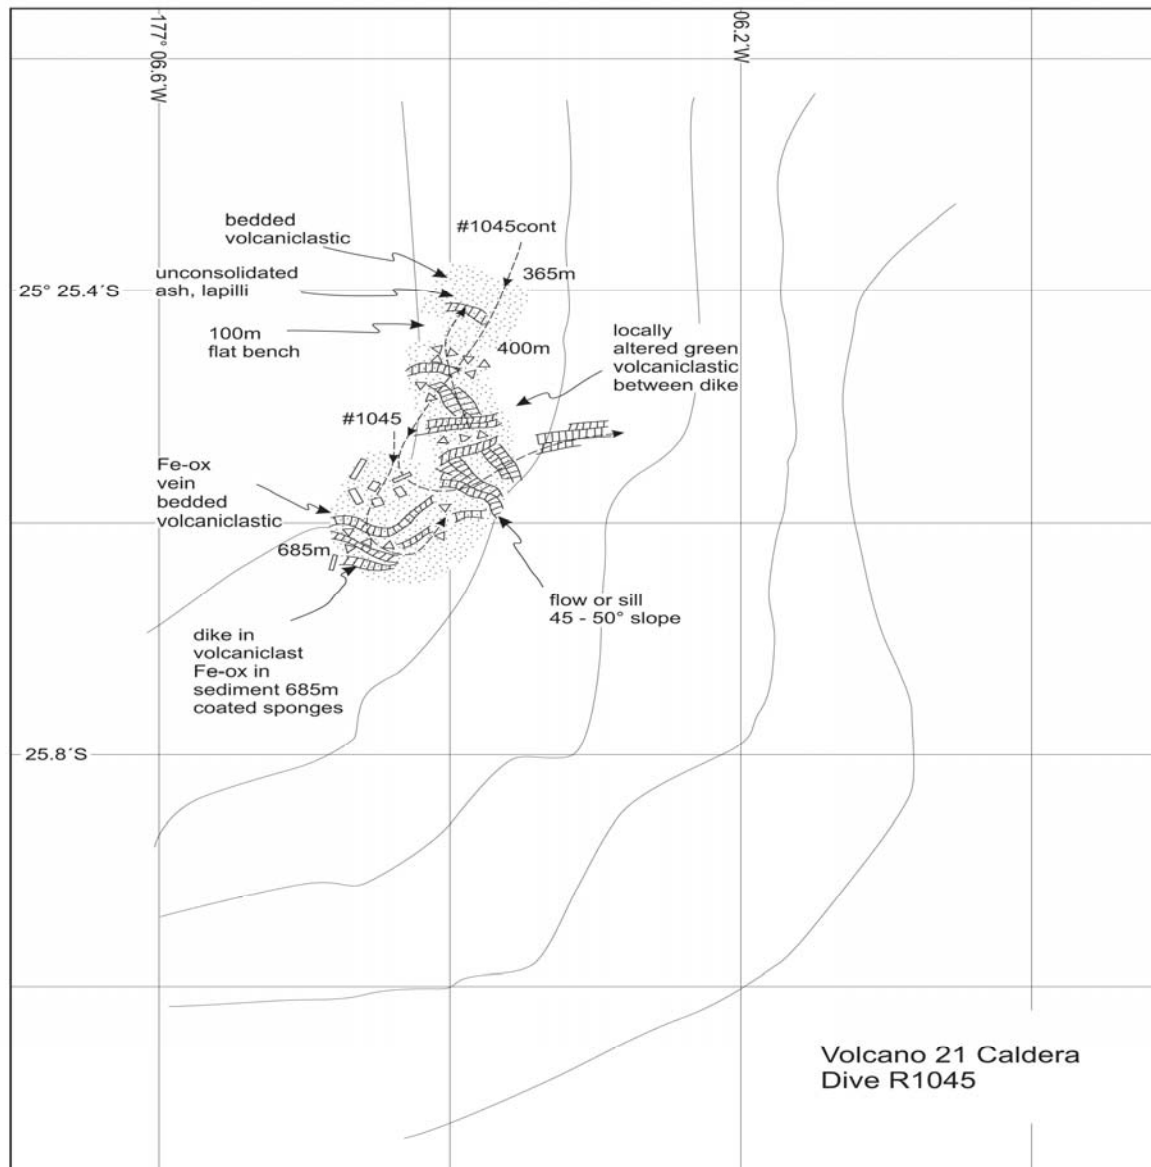 177° 06.6´W
06.2´W
bedded
volcaniclastic
#1045cont
unconsolidated
ash, lapilli
365m
25° 25.4´S
100m
flat bench
400m
locally
altered green
volcaniclastic
between dike
#1045
Fe-ox
vein
bedded
volcaniclastic
685m
flow or sill
45 - 50° slope
dike in
volcaniclast
Fe-ox in
sediment 685m
coated sponges
25.8´S
Volcano 21 Caldera
Dive R1045